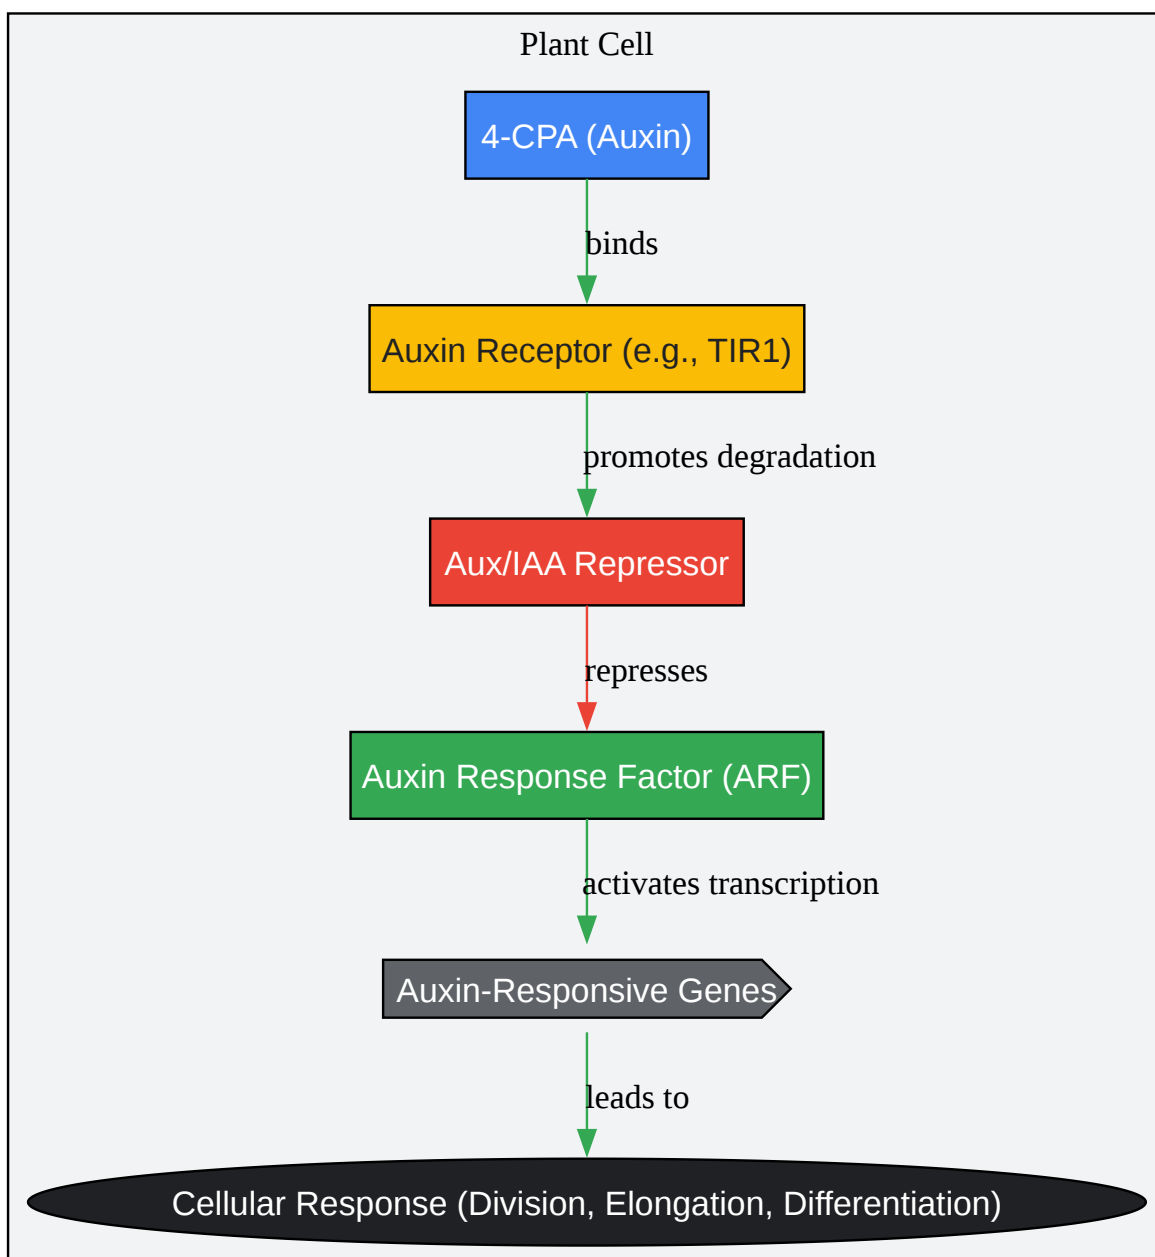 Plant Cell
4-CPA (Auxin)
binds
Auxin Receptor (e.g., TIR1)
promotes degradation
Aux/IAA Repressor
represses
Auxin Response Factor (ARF)
activates transcription
Auxin-Responsive Genes
leads to
Cellular Response (Division, Elongation, Differentiation)